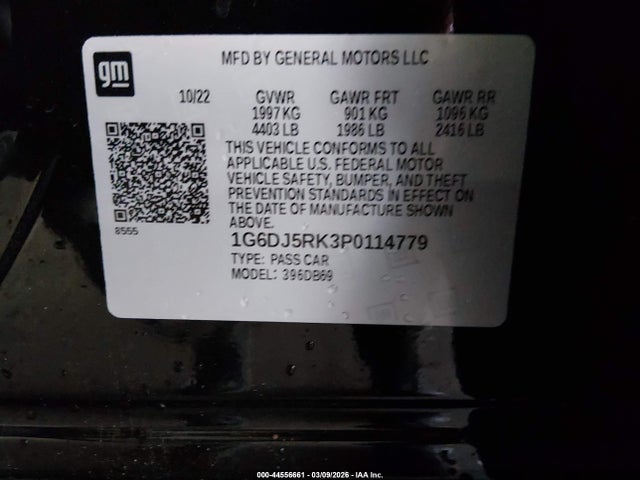 gm
MFD BY GENERAL MOTORS LLC
10/22 GVWR GAWR FRT GAWR RR
1997 KG 901 KG 1096 KG
4403 LB 1986 LB 2416 LB
THIS VEHICLE CONFORMS TO ALL
APPLICABLE U.S. FEDERAL MOTOR
VEHICLE SAFETY, BUMPER, AND THEFT
PREVENTION STANDARDS IN EFFECT ON
THE DATE OF MANUFACTURE SHOWN
ABOVE.
8555
1G6DJ5RK3P0114779
TYPE: PASS CAR
MODEL: 396DB69
000-44556661 - 03/09/2026 - IAA Inc.